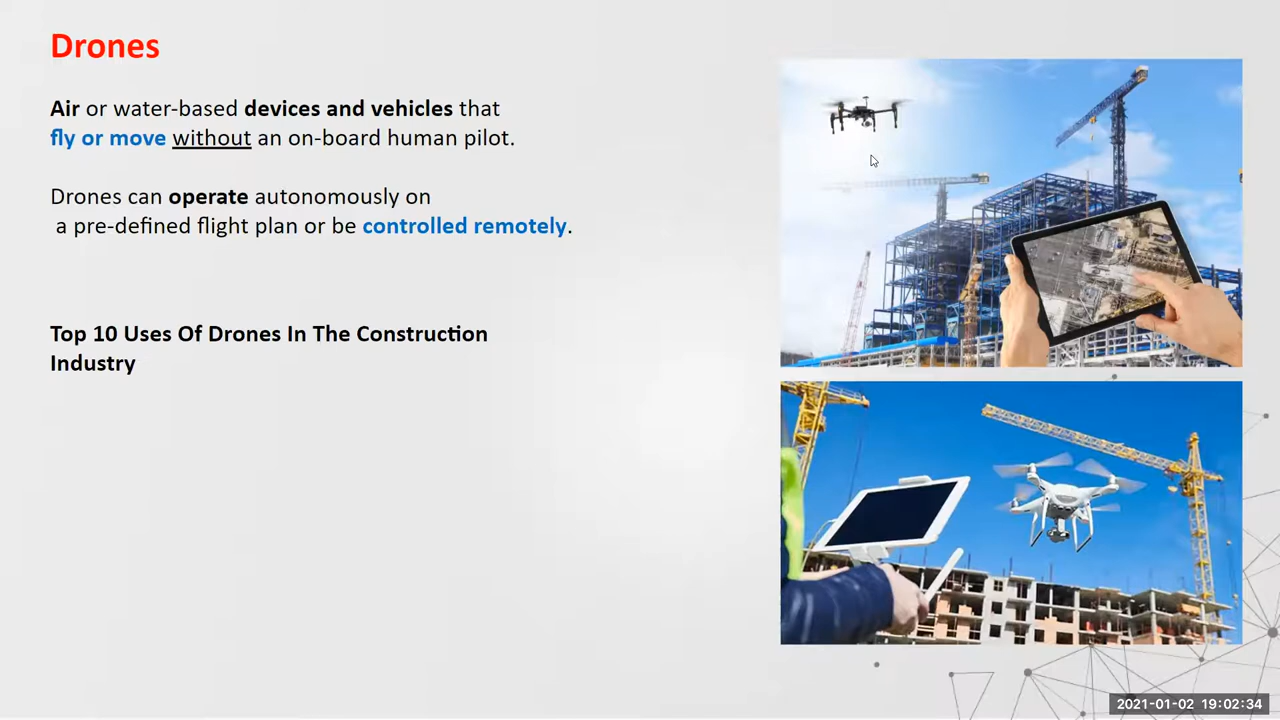 Drones
Air or water-based devices and vehicles that
fly or move without an on-board human pilot.
Drones can operate autonomously on
a pre-defined flight plan or be controlled remotely.
Top 10 Uses Of Drones In The Construction
Industry
2021-01-02 19:02:34